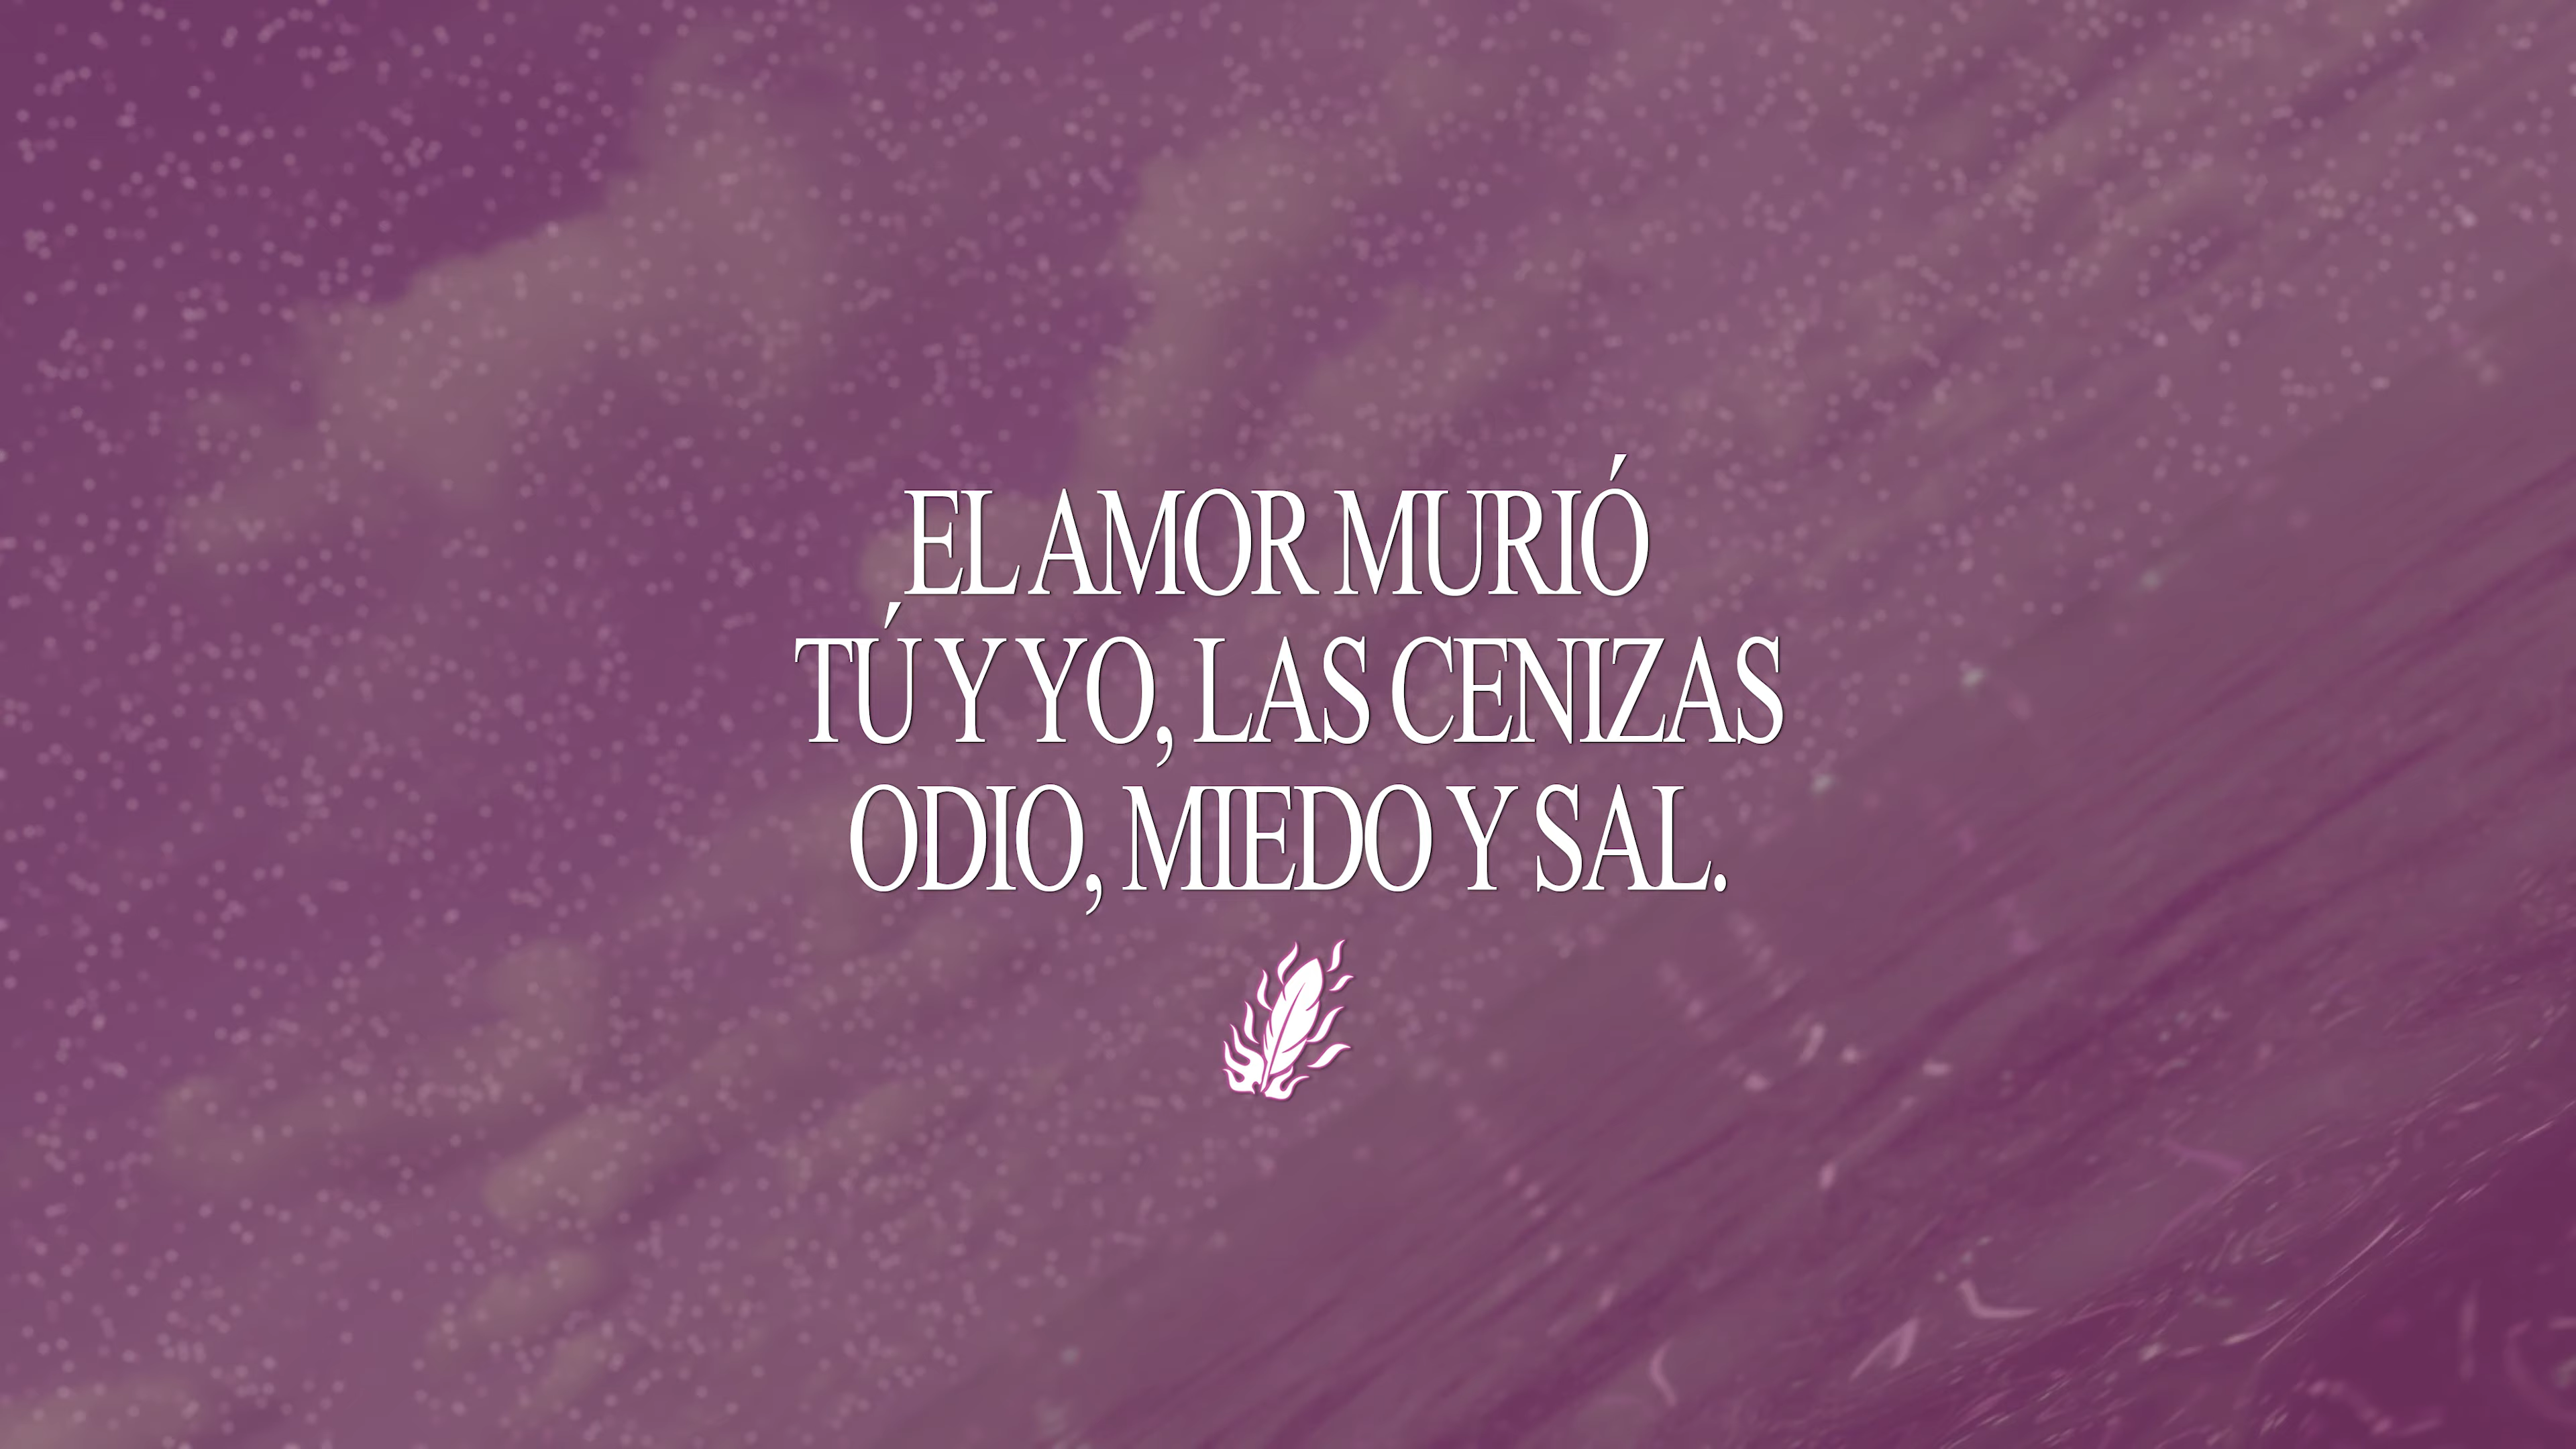 EL AMOR MURIÓ
TÚ Y YO, LAS CENIZAS
ODIO, MIEDO Y SAL.